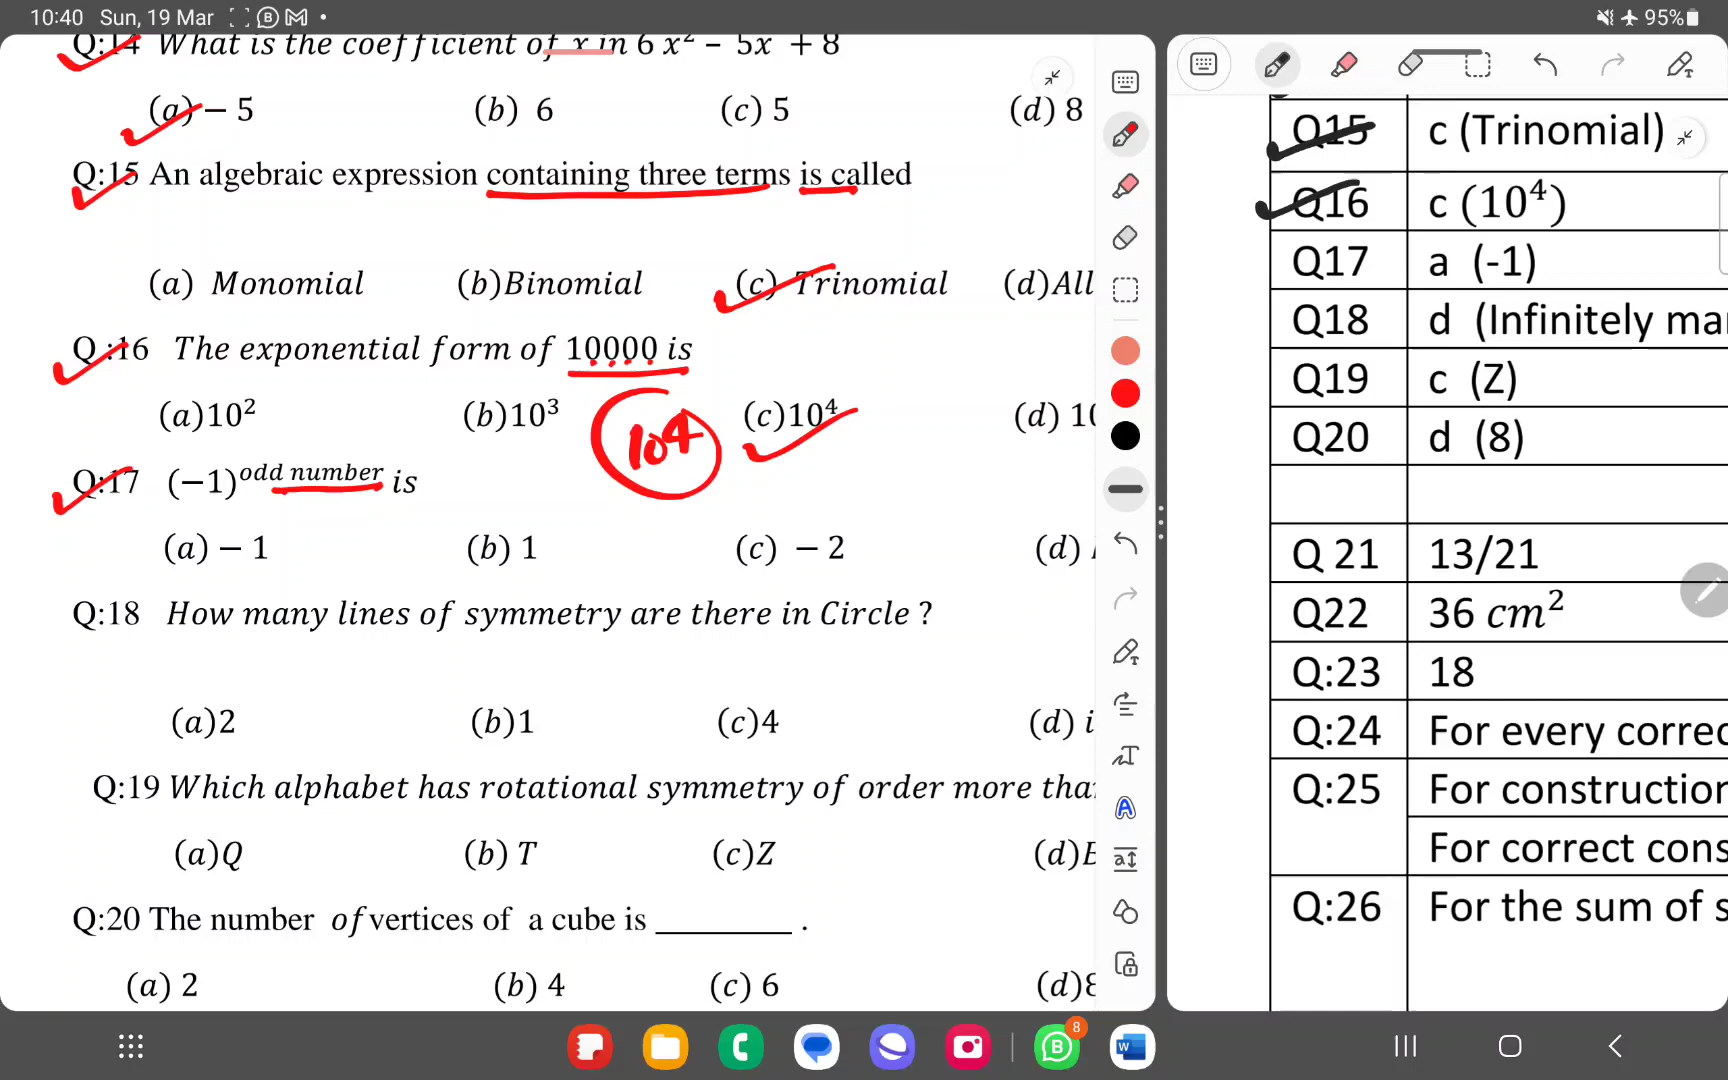 10:40 Sun, 19 Mar
95%
Q:14 What is the coefficient of x in 6 x² – 5x + 8
(a) – 5 (b) 6 (c) 5 (d) 8
Q:15 An algebraic expression containing three terms is called
(a) Monomial (b)Binomial (c) Trinomial (d)All
Q :16 The exponential form of 10000 is
(a)10² (b)10³ (c)10⁴ (d) 10
10⁴
Q:17 (−1)^odd number is
(a) – 1 (b) 1 (c) – 2 (d)
Q:18 How many lines of symmetry are there in Circle ?
(a)2 (b)1 (c)4 (d) i
Q:19 Which alphabet has rotational symmetry of order more tha
(a)Q (b) T (c)Z (d)E
Q:20 The number of vertices of a cube is ________ .
(a) 2 (b) 4 (c) 6 (d)8
Q15 c (Trinomial)
Q16 c (10⁴)
Q17 a (-1)
Q18 d (Infinitely ma
Q19 c (Z)
Q20 d (8)
Q 21 13/21
Q22 36 cm²
Q:23 18
Q:24 For every correc
Q:25 For construction
For correct cons
Q:26 For the sum of s
8